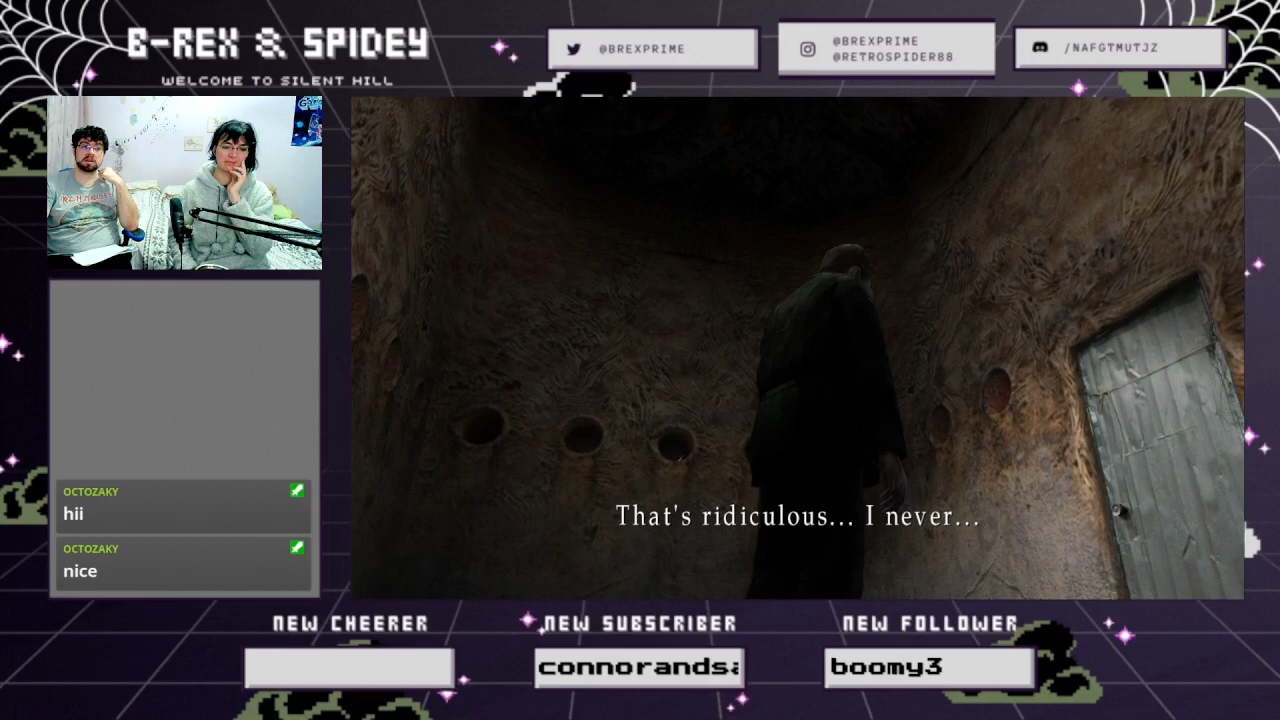 B-REX & SPIDEY
WELCOME TO SILENT HILL
@BREXPRIME
@BREXPRIME
@RETROSPIDER88
/NAFGTMUTJZ
OCTOZAKY
hii
OCTOZAKY
nice
That's ridiculous... I never...
NEW CHEERER
NEW SUBSCRIBER
NEW FOLLOWER
connorands
boomy3